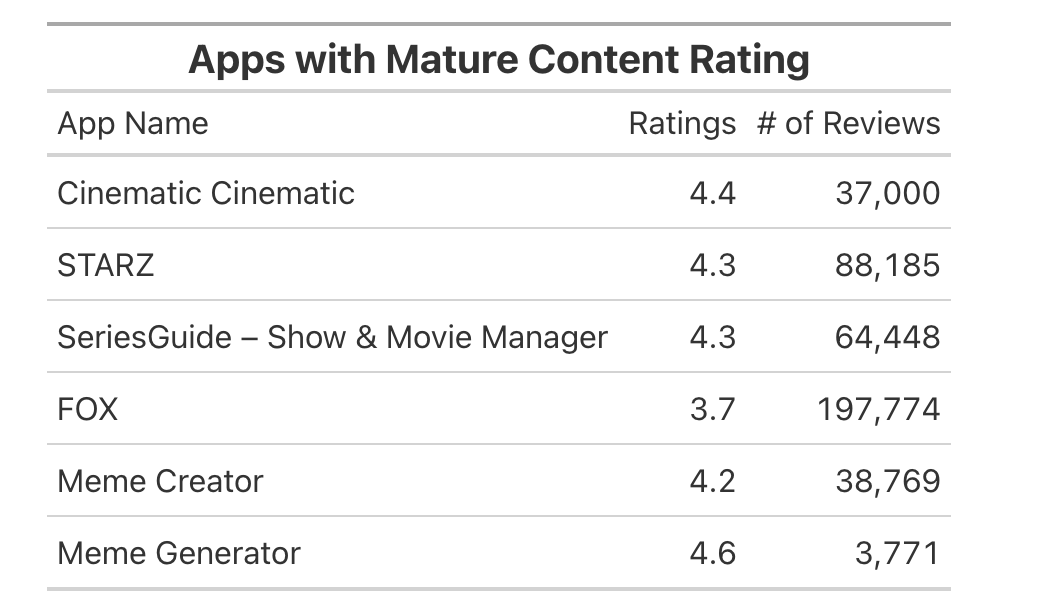 Apps with Mature Content Rating
App Name Ratings # of Reviews
Cinematic Cinematic 4.4 37,000
STARZ 4.3 88,185
SeriesGuide – Show & Movie Manager 4.3 64,448
FOX 3.7 197,774
Meme Creator 4.2 38,769
Meme Generator 4.6 3,771